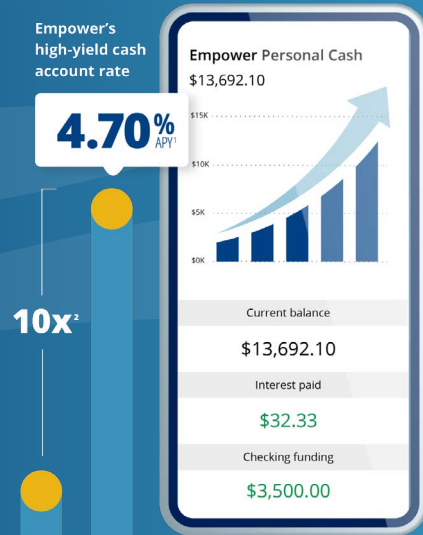 Empower's
high-yield cash
account rate
4.70%
APY¹
10x²
Empower Personal Cash
$13,692.10
$15K
$10K
$5K
$0K
Current balance
$13,692.10
Interest paid
$32.33
Checking funding
$3,500.00